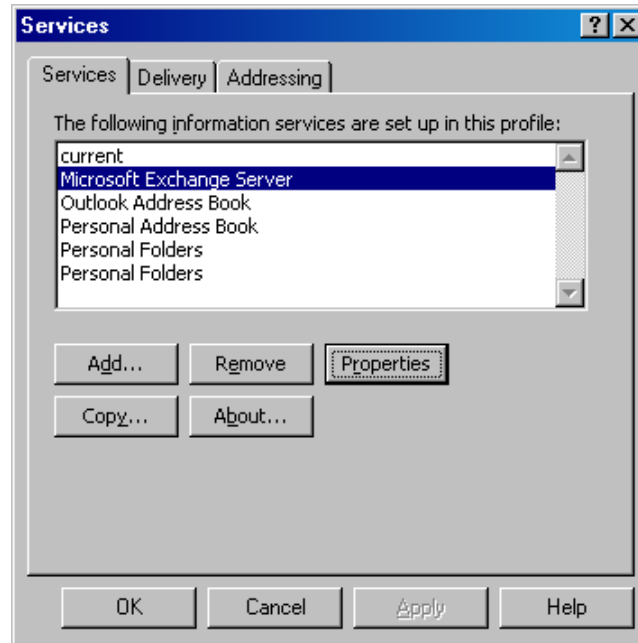 Services
Services Delivery Addressing
The following information services are set up in this profile:
current
Microsoft Exchange Server
Outlook Address Book
Personal Address Book
Personal Folders
Personal Folders
Add... Remove Properties
Copy... About...
OK Cancel Apply Help